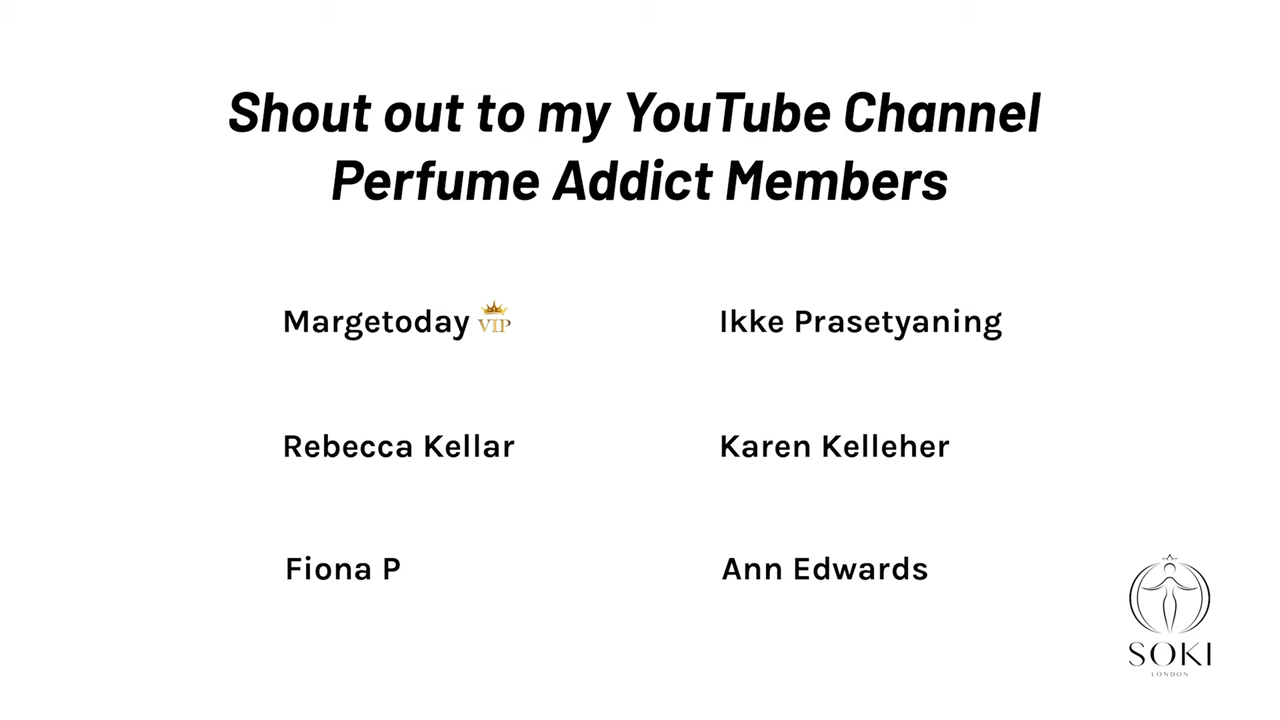 Shout out to my YouTube Channel
Perfume Addict Members
Margetoday VIP
Ikke Prasetyaning
Rebecca Kellar
Karen Kelleher
Fiona P
Ann Edwards
SOKI
LONDON